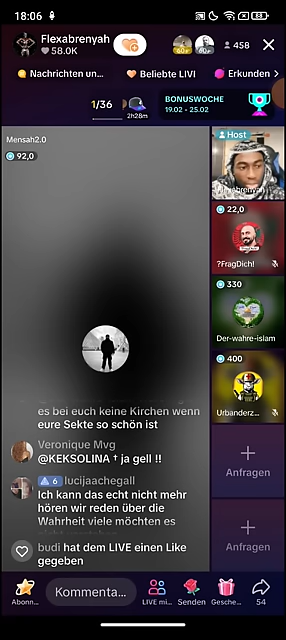 18:06
58
Flexabrenyah
58.0K
60+
60+
458
Nachrichten un...
Beliebte LIVI
Erkunden
1/36
2h28m
BONUSWOCHE
19.02 - 25.02
Mensah2.0
92,0
Host
Flexabrenyah
22,0
?FragDich!
330
Der-wahre-islam
400
Urbanderz...
Anfragen
Anfragen
es bei euch keine Kirchen wenn
eure Sekte so schön ist
Veronique Mvg
@KEKSOLINA † ja gell !!
6 lucijaachegall
Ich kann das echt nicht mehr
hören wir reden über die
Wahrheit viele möchten es
budi hat dem LIVE einen Like
gegeben
Abonn...
Kommenta...
LIVE mi...
Senden
Gesche...
54